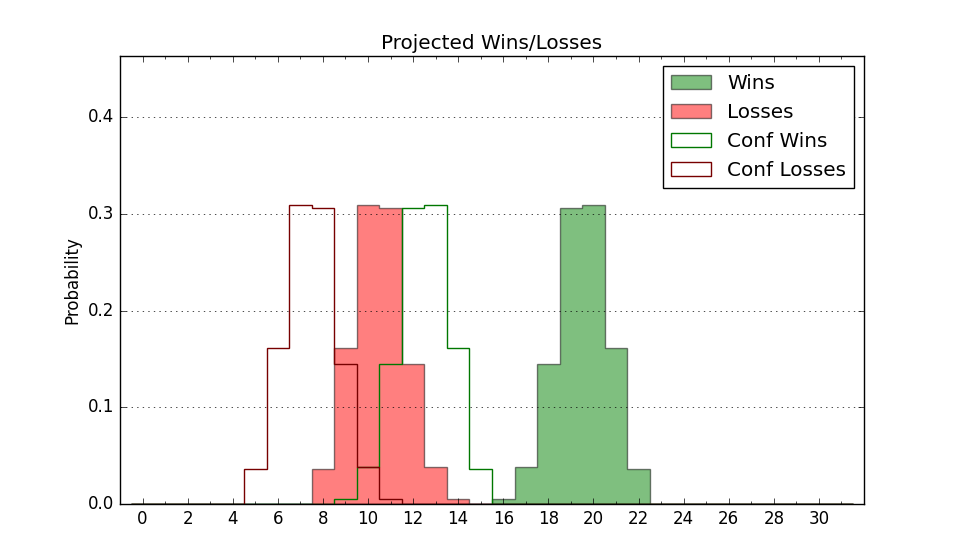 Projected Wins/Losses
Wins
Losses
Conf Wins
Conf Losses
Probability
0.4
0.3
0.2
0.1
0.0
0 2 4 6 8 10 12 14 16 18 20 22 24 26 28 30